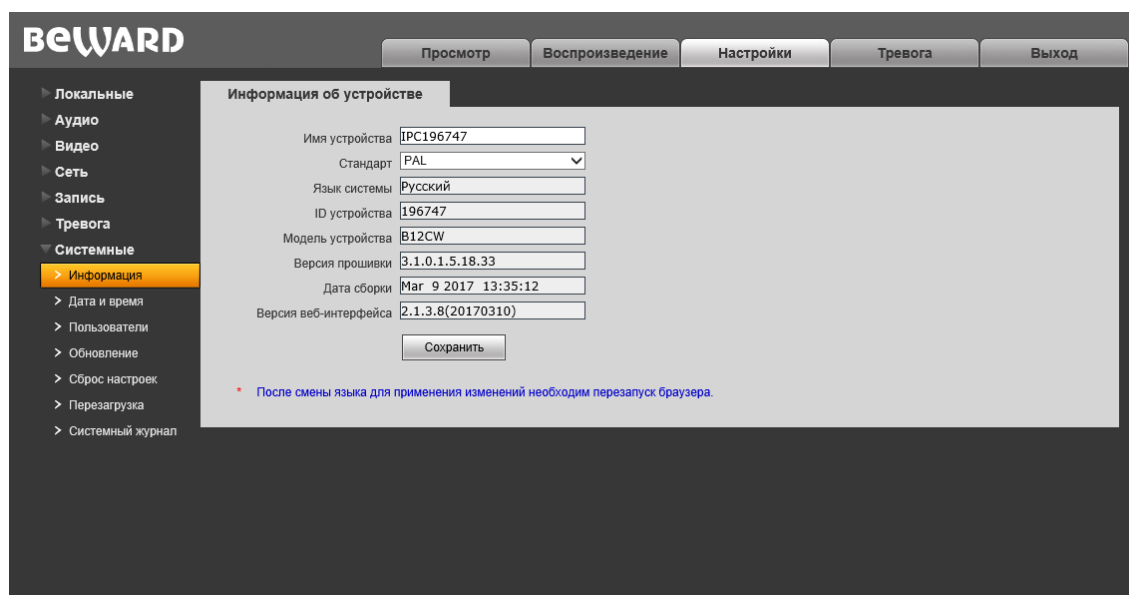 BEWARD
Просмотр Воспроизведение Настройки Тревога Выход
Локальные
Аудио
Видео
Сеть
Запись
Тревога
Системные
Информация
Дата и время
Пользователи
Обновление
Сброс настроек
Перезагрузка
Системный журнал
Информация об устройстве
Имя устройства IPC196747
Стандарт PAL
Язык системы Русский
ID устройства 196747
Модель устройства B12CW
Версия прошивки 3.1.0.1.5.18.33
Дата сборки Mar 9 2017 13:35:12
Версия веб-интерфейса 2.1.3.8(20170310)
Сохранить
* После смены языка для применения изменений необходим перезапуск браузера.